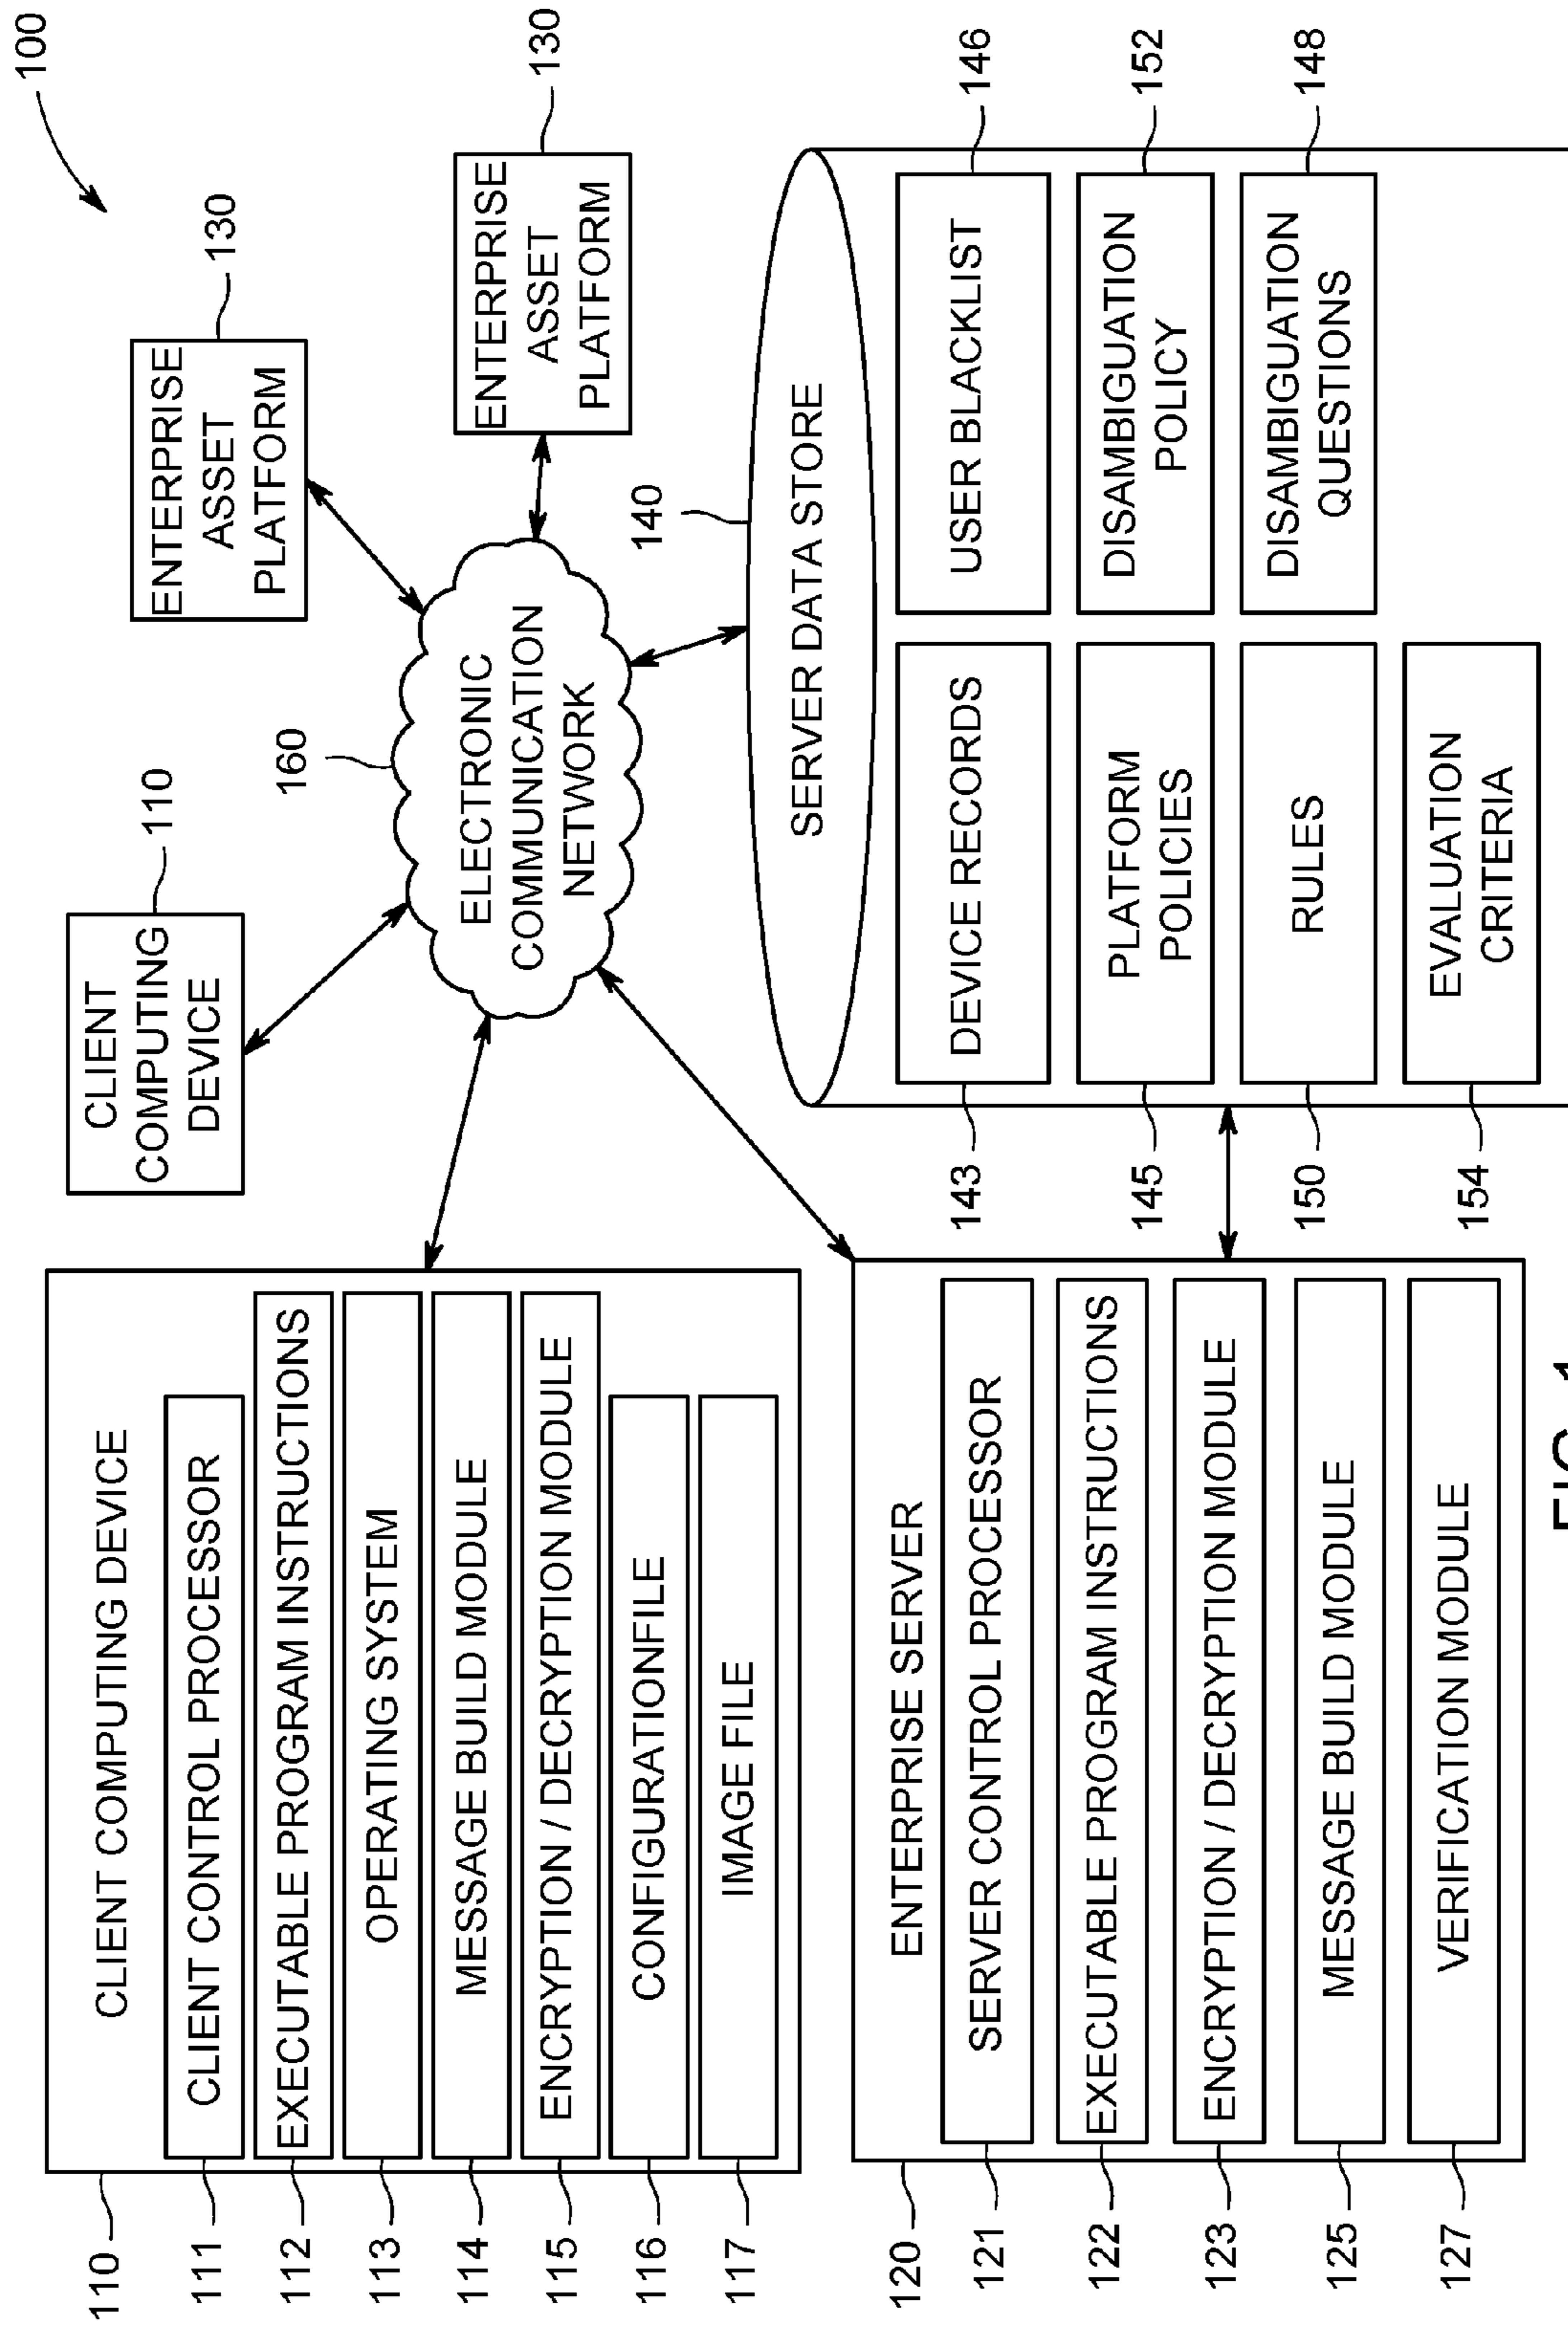 100
CLIENT COMPUTING DEVICE
110
CLIENT CONTROL PROCESSOR
111
EXECUTABLE PROGRAM INSTRUCTIONS
112
OPERATING SYSTEM
113
MESSAGE BUILD MODULE
114
ENCRYPTION / DECRYPTION MODULE
115
CONFIGURATIONFILE
116
IMAGE FILE
117
CLIENT
COMPUTING
DEVICE
110
ENTERPRISE
ASSET
PLATFORM
130
ENTERPRISE
ASSET
PLATFORM
130
160
ELECTRONIC
COMMUNICATION
NETWORK
140
ENTERPRISE SERVER
120
SERVER CONTROL PROCESSOR
121
EXECUTABLE PROGRAM INSTRUCTIONS
122
ENCRYPTION / DECRYPTION MODULE
123
MESSAGE BUILD MODULE
125
VERIFICATION MODULE
127
SERVER DATA STORE
DEVICE RECORDS
143
USER BLACKLIST
146
PLATFORM
POLICIES
145
DISAMBIGUATION
POLICY
152
RULES
150
DISAMBIGUATION
QUESTIONS
148
EVALUATION
CRITERIA
154